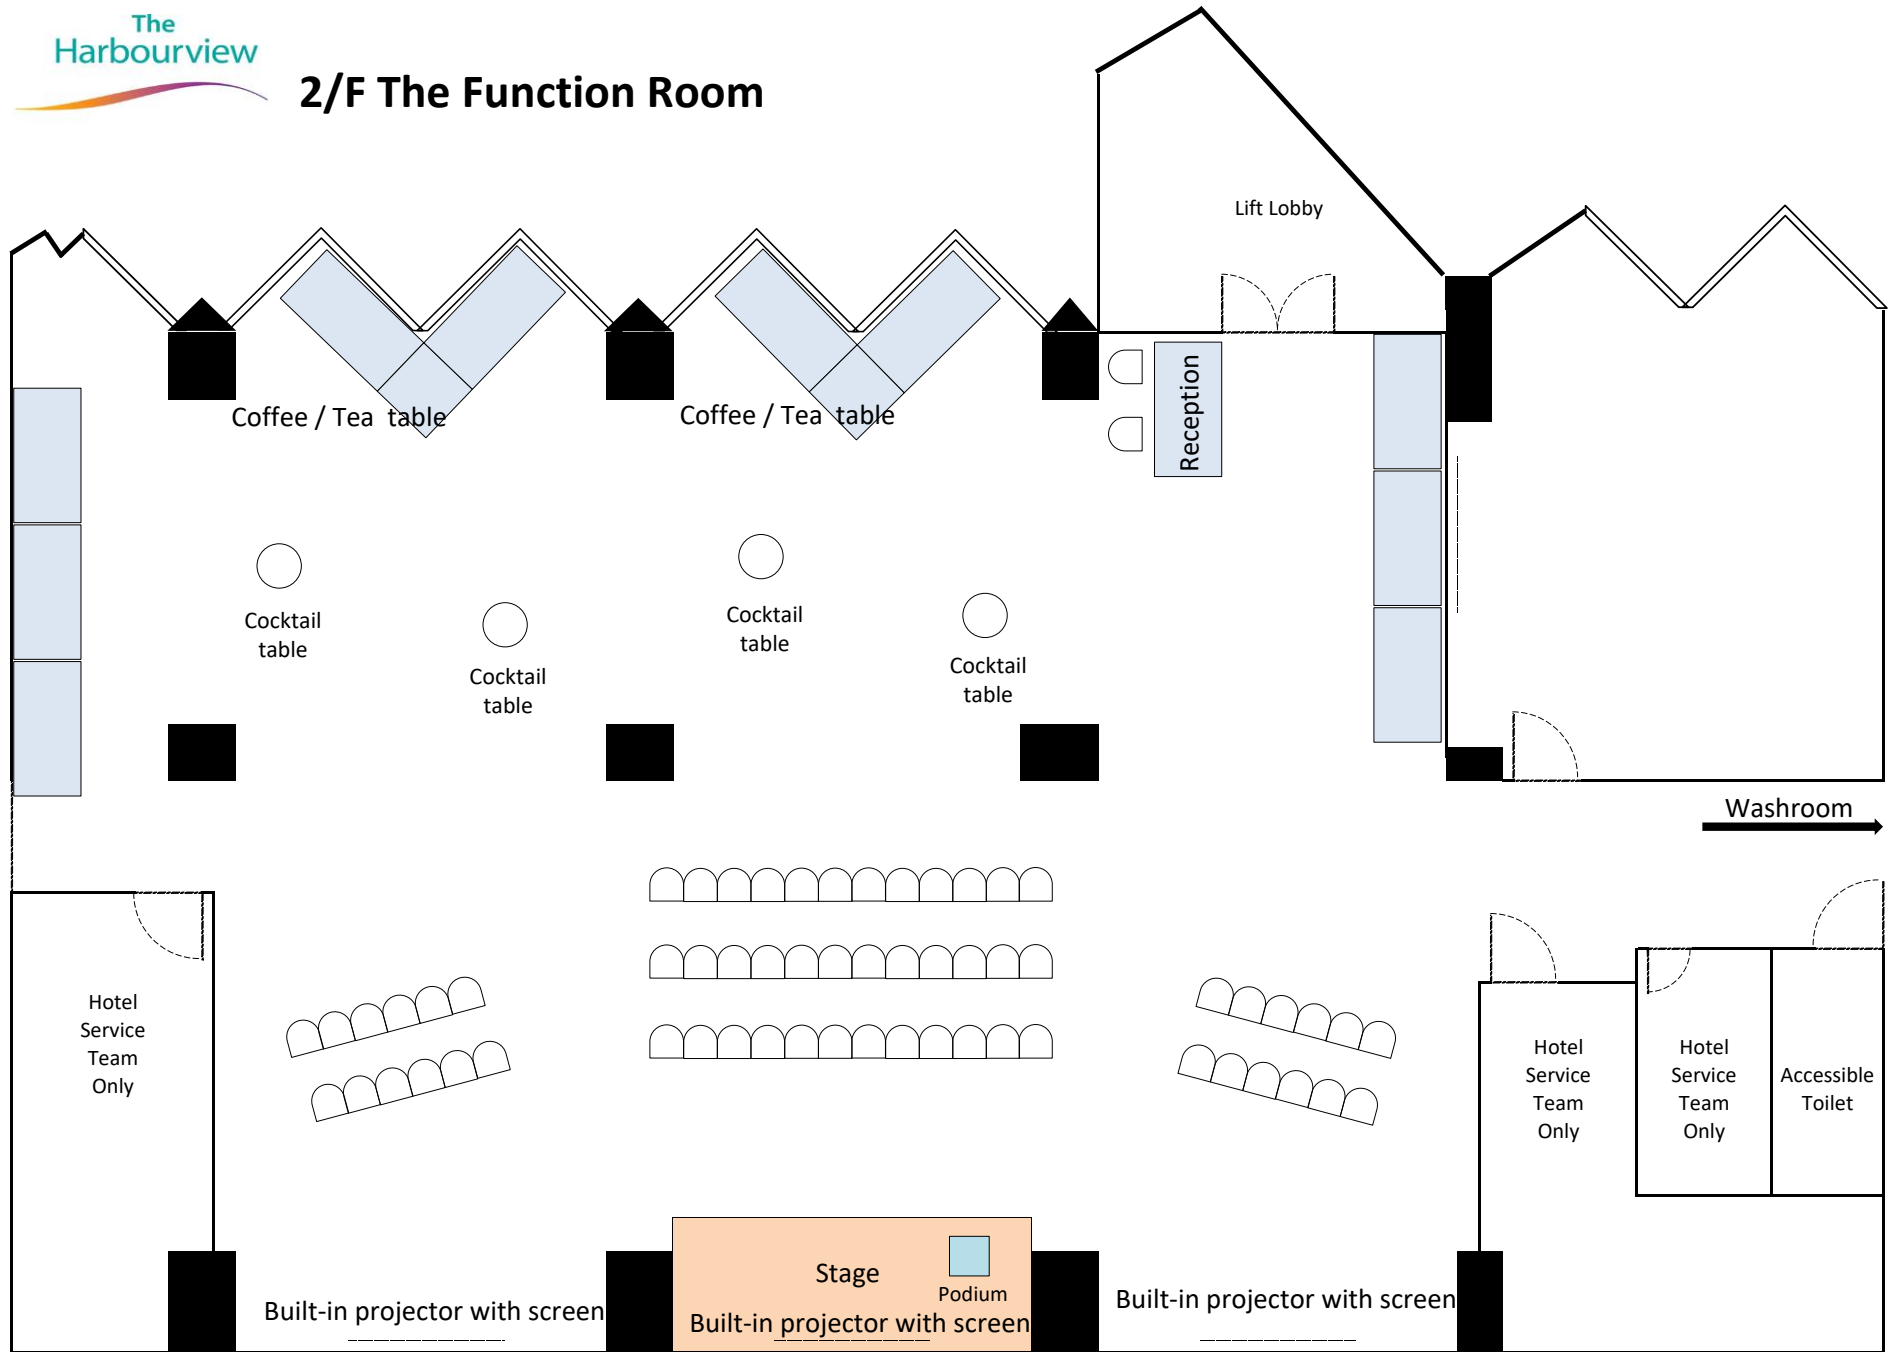 The
Harbourview
2/F The Function Room
Lift Lobby
Coffee / Tea table
Coffee / Tea table
Reception
Cocktail
table
Cocktail
table
Cocktail
table
Cocktail
table
Washroom
Hotel
Service
Team
Only
Hotel
Service
Team
Only
Hotel
Service
Team
Only
Accessible
Toilet
Stage
Podium
Built-in projector with screen
Built-in projector with screen
Built-in projector with screen